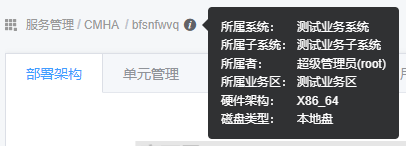 服务管理 / CMHA / bfsnfwvq
所属系统： 测试业务系统
所属子系统： 测试业务子系统
所属者： 超级管理员(root)
所属业务区： 测试业务区
硬件架构： X86_64
磁盘类型： 本地盘
部署架构 单元管理